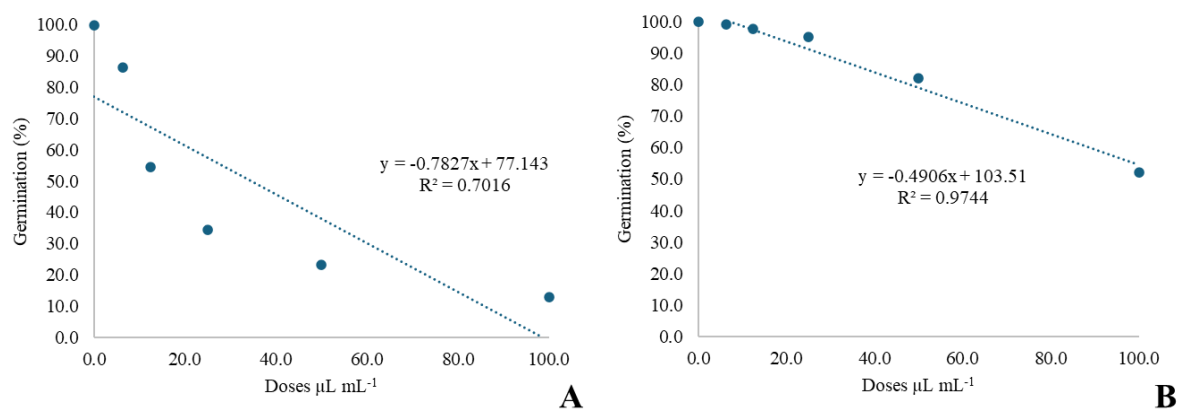 100.0
90.0
80.0
70.0
60.0
50.0
40.0
30.0
20.0
10.0
0.0
Germination (%)
y = -0.7827x + 77.143
R² = 0.7016
0.0 20.0 40.0 60.0 80.0 100.0
Doses µL mL⁻¹
A
100.0
90.0
80.0
70.0
60.0
50.0
40.0
30.0
20.0
10.0
0.0
Germination (%)
y = -0.4906x + 103.51
R² = 0.9744
0.0 20.0 40.0 60.0 80.0 100.0
Doses µL mL⁻¹
B